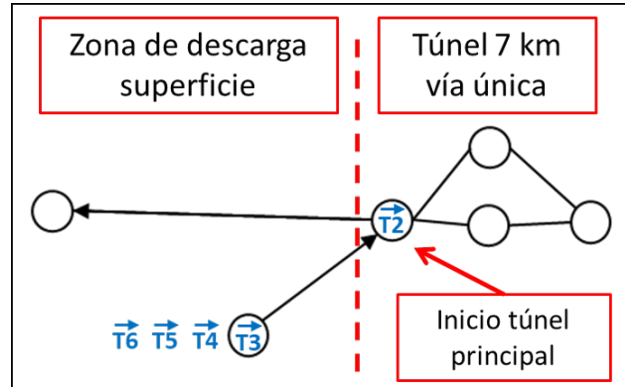 Zona de descarga
superficie
Túnel 7 km
vía única
T2
T6 T5 T4 T3
Inicio túnel
principal